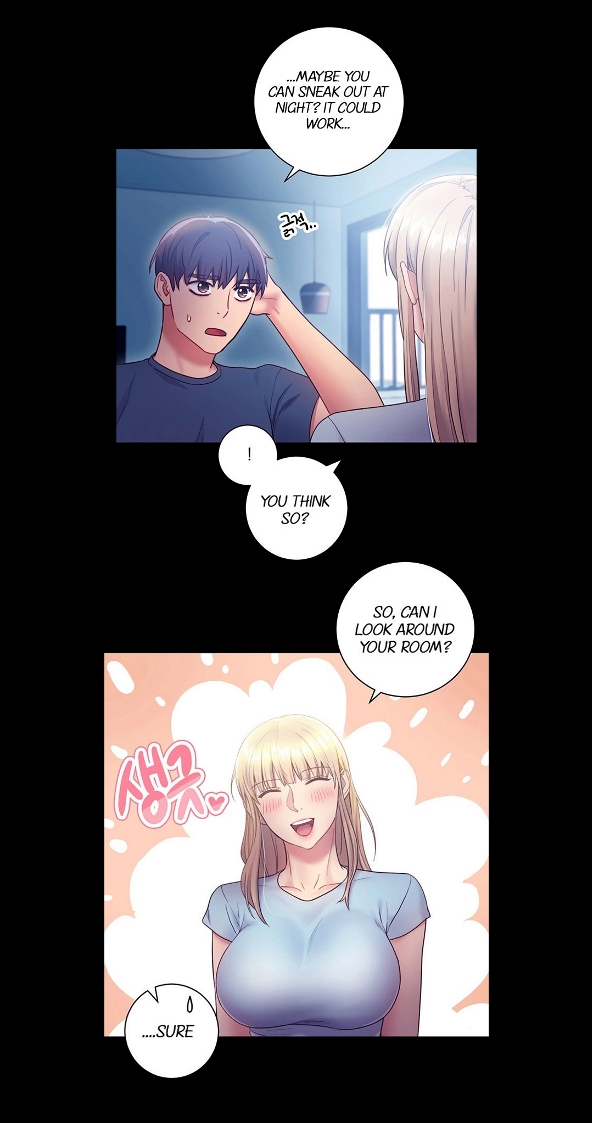 ...MAYBE YOU
CAN SNEAK OUT AT
NIGHT? IT COULD
WORK...
긁적..
!
YOU THINK
SO?
SO, CAN I
LOOK AROUND
YOUR ROOM?
생긋♥
....SURE